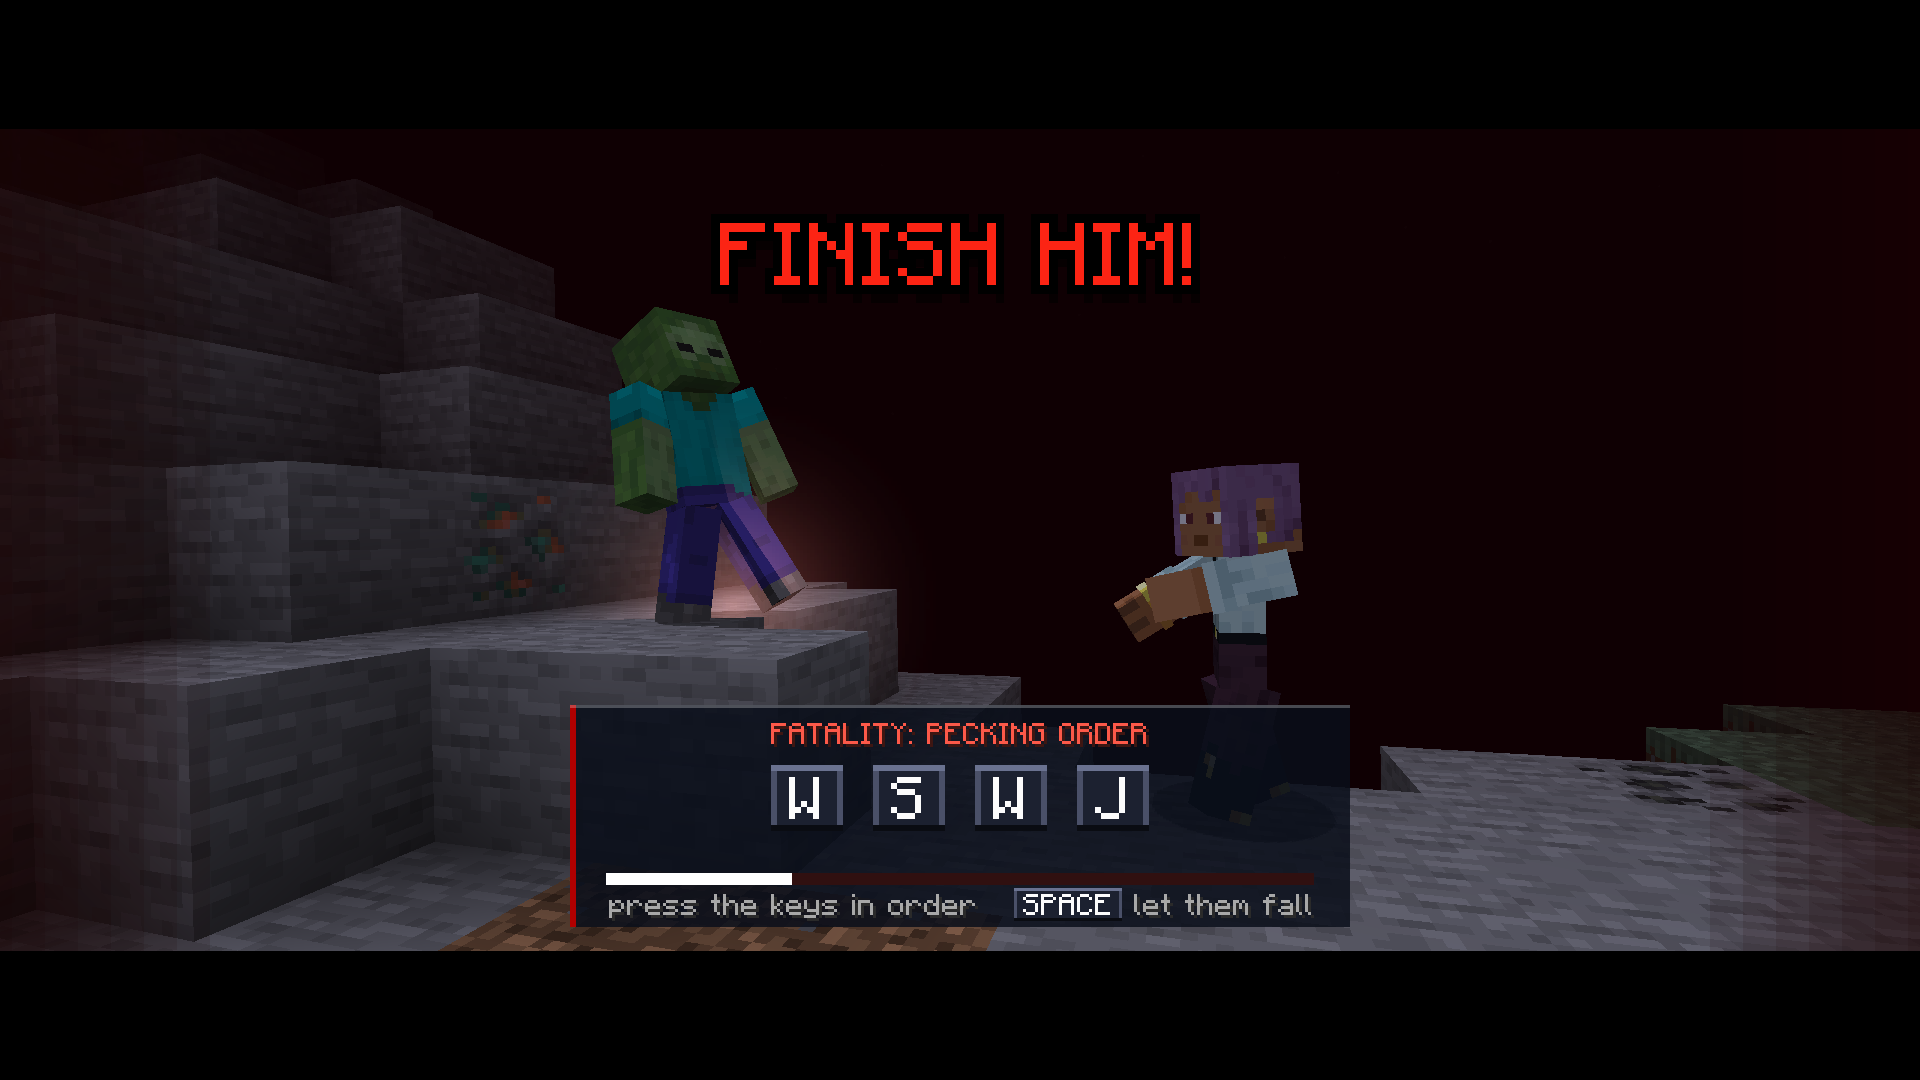 FINISH HIM!
FATALITY: PECKING ORDER
W S W J
press the keys in order SPACE let them fall